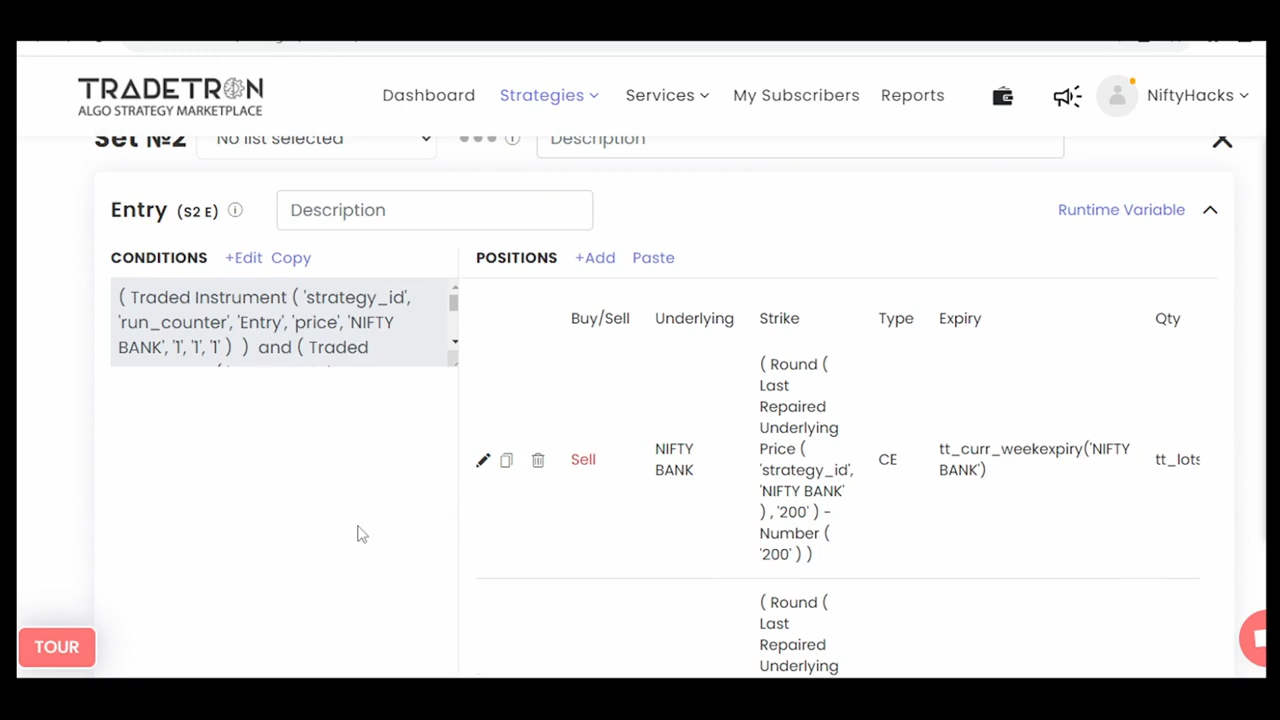 TRADETRON
ALGO STRATEGY MARKETPLACE
Dashboard Strategies Services My Subscribers Reports NiftyHacks
Set №2 No list selected Description
Entry (S2 E) Description Runtime Variable
CONDITIONS +Edit Copy
( Traded Instrument ( 'strategy_id',
'run_counter', 'Entry', 'price', 'NIFTY
BANK', '1', '1', '1' ) ) and ( Traded
POSITIONS +Add Paste
Buy/Sell Underlying Strike Type Expiry Qty
Sell
NIFTY
BANK
( Round (
Last
Repaired
Underlying
Price (
'strategy_id',
'NIFTY BANK'
) , '200' ) -
Number (
'200' ) )
CE
tt_curr_weekexpiry('NIFTY
BANK')
tt_lots
( Round (
Last
Repaired
Underlying
TOUR